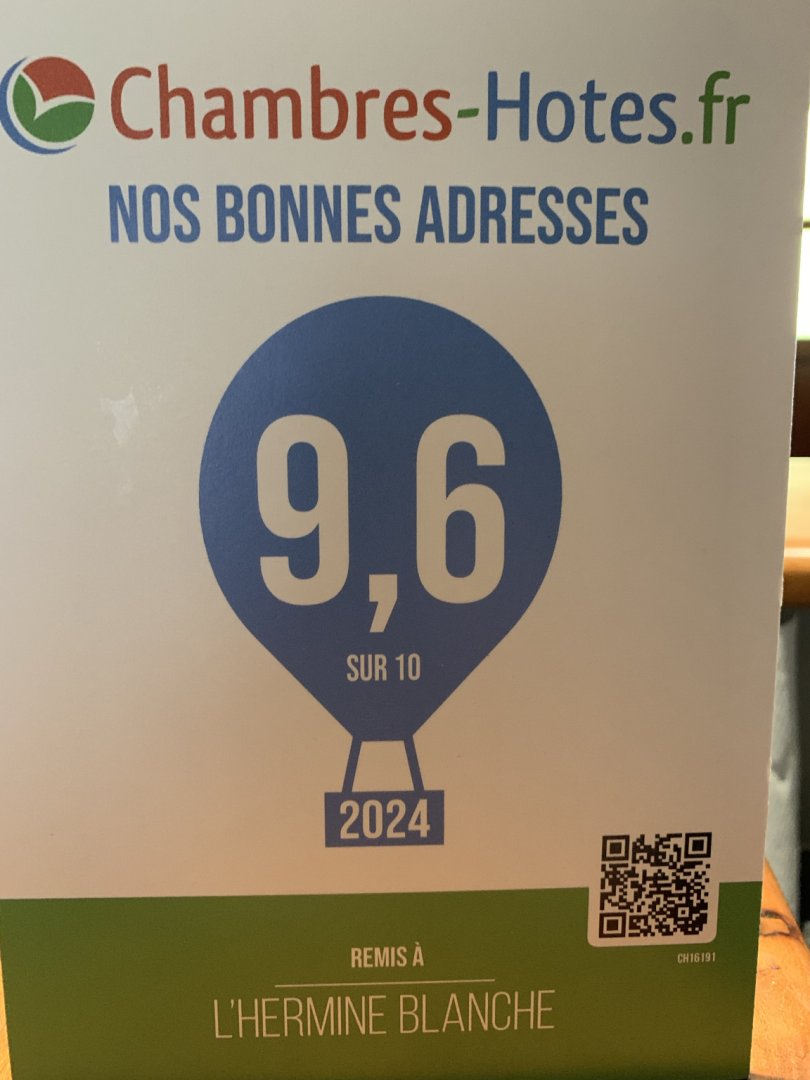 Chambres-Hotes.fr
NOS BONNES ADRESSES
9,6
SUR 10
2024
CH16191
REMIS À
L'HERMINE BLANCHE